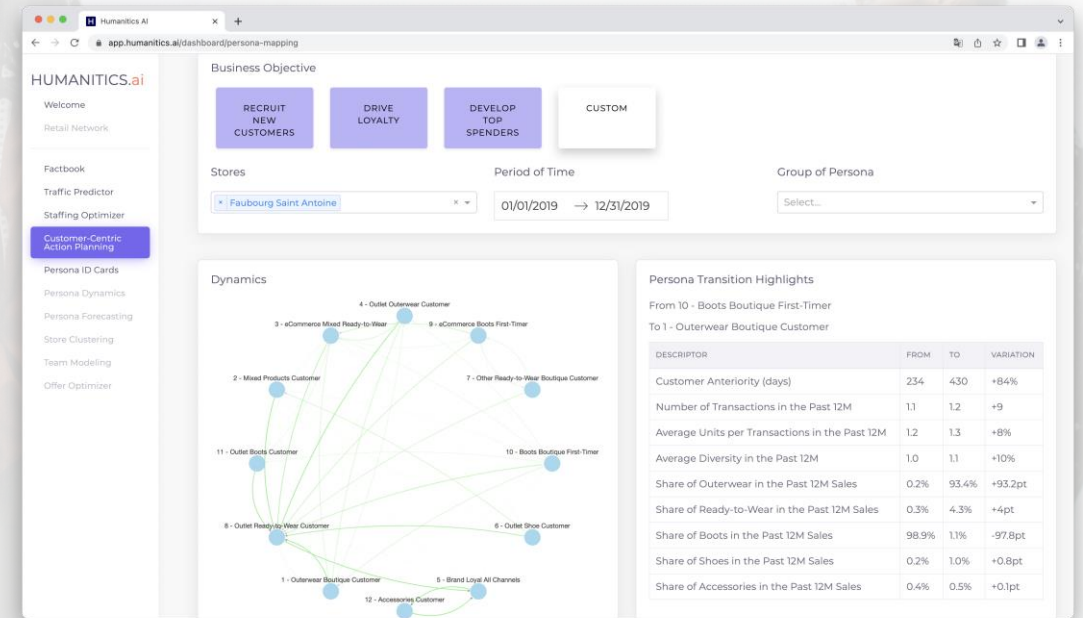 Humanitics AI
app.humanitics.ai/dashboard/persona-mapping
HUMANITICS.ai
Welcome
Retail Network
Factbook
Traffic Predictor
Staffing Optimizer
Customer-Centric
Action Planning
Persona ID Cards
Persona Dynamics
Persona Forecasting
Store Clustering
Team Modeling
Offer Optimizer
Business Objective
RECRUIT
NEW
CUSTOMERS
DRIVE
LOYALTY
DEVELOP
TOP
SPENDERS
CUSTOM
Stores
Period of Time
Group of Persona
× Faubourg Saint Antoine
01/01/2019 → 12/31/2019
Select...
Dynamics
4 - Outlet Outerwear Customer
3 - eCommerce Mixed Ready-to-Wear
9 - eCommerce Boots First-Timer
2 - Mixed Products Customer
7 - Other Ready-to-Wear Boutique Customer
11 - Outlet Boots Customer
10 - Boots Boutique First-Timer
8 - Outlet Ready-to-Wear Customer
6 - Outlet Shoe Customer
1 - Outerwear Boutique Customer
5 - Brand Loyal All Channels
12 - Accessories Customer
Persona Transition Highlights
From 10 - Boots Boutique First-Timer
To 1 - Outerwear Boutique Customer
DESCRIPTOR FROM TO VARIATION
Customer Anteriority (days) 234 430 +84%
Number of Transactions in the Past 12M 1.1 1.2 +9
Average Units per Transactions in the Past 12M 1.2 1.3 +8%
Average Diversity in the Past 12M 1.0 1.1 +10%
Share of Outerwear in the Past 12M Sales 0.2% 93.4% +93.2pt
Share of Ready-to-Wear in the Past 12M Sales 0.3% 4.3% +4pt
Share of Boots in the Past 12M Sales 98.9% 1.1% -97.8pt
Share of Shoes in the Past 12M Sales 0.2% 1.0% +0.8pt
Share of Accessories in the Past 12M Sales 0.4% 0.5% +0.1pt